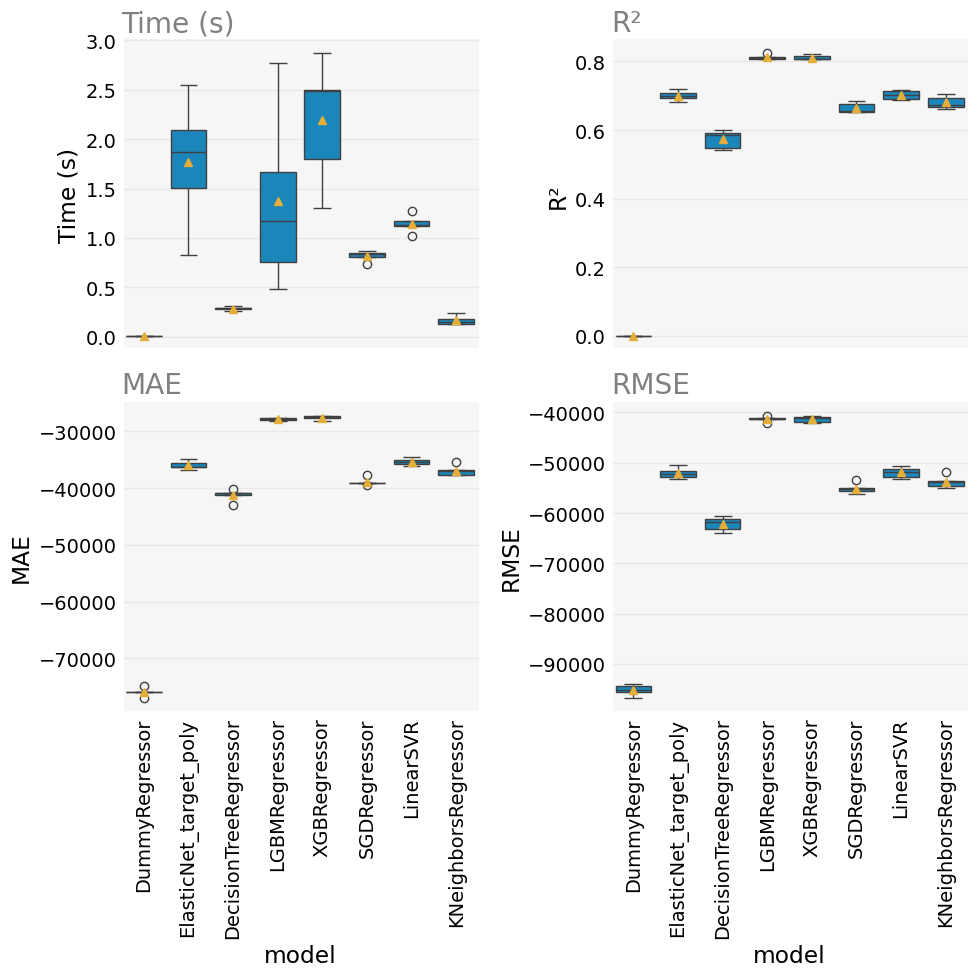 Time (s)
R²
Time (s)
3.0
2.5
2.0
1.5
1.0
0.5
0.0
R²
0.8
0.6
0.4
0.2
0.0
MAE
RMSE
MAE
−30000
−40000
−50000
−60000
−70000
RMSE
−40000
−50000
−60000
−70000
−80000
−90000
DummyRegressor
ElasticNet_target_poly
DecisionTreeRegressor
LGBMRegressor
XGBRegressor
SGDRegressor
LinearSVR
KNeighborsRegressor
model
DummyRegressor
ElasticNet_target_poly
DecisionTreeRegressor
LGBMRegressor
XGBRegressor
SGDRegressor
LinearSVR
KNeighborsRegressor
model